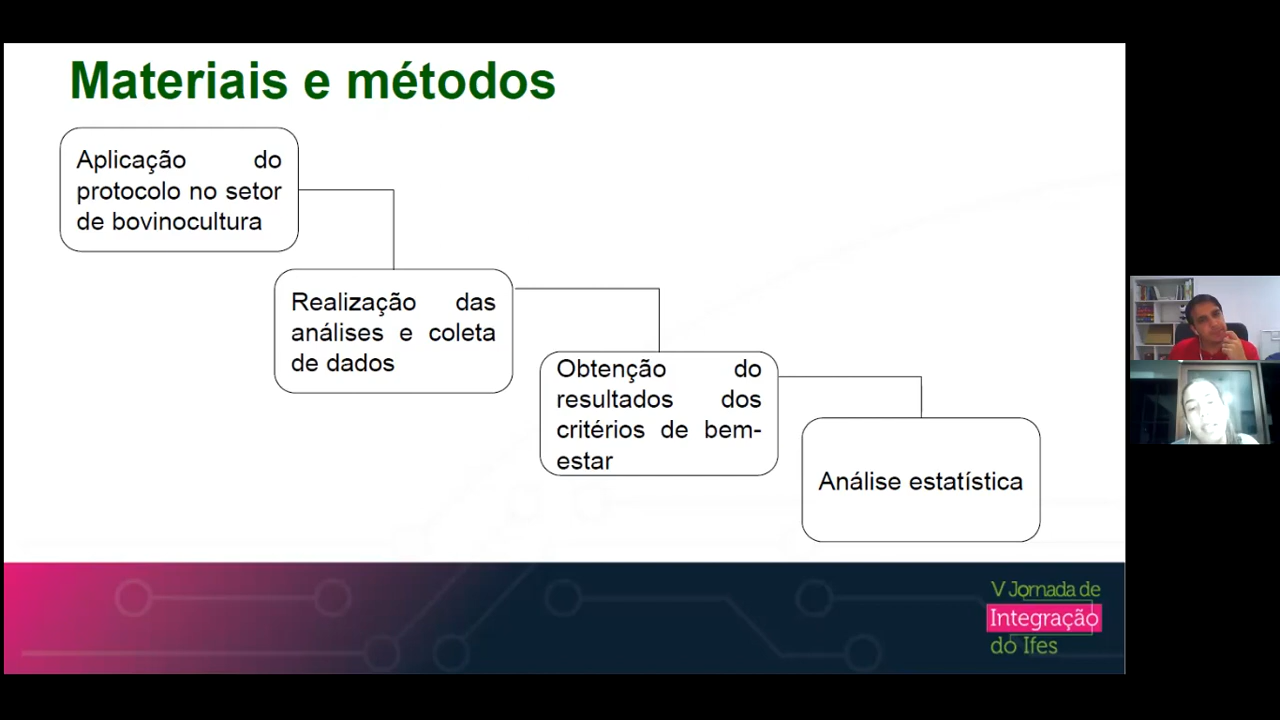 Materiais e métodos
Aplicação do
protocolo no setor
de bovinocultura
Realização das
análises e coleta
de dados
Obtenção do
resultados dos
critérios de bem-
estar
Análise estatística
V Jornada de
Integração
do Ifes